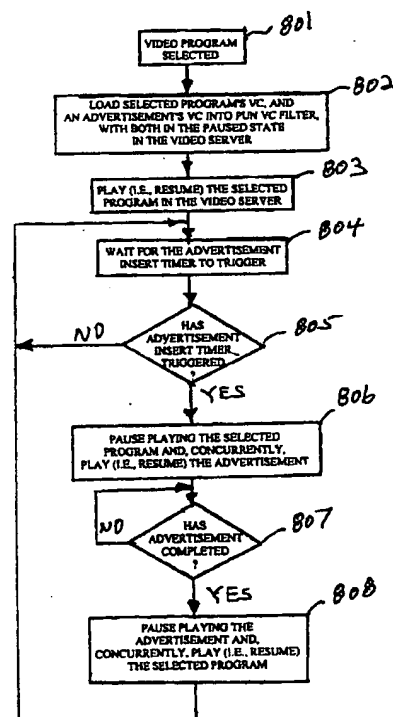 801
VIDEO PROGRAM
SELECTED
802
LOAD SELECTED PROGRAM'S VC, AND
AN ADVERTISEMENT'S VC INTO PUN VC FILTER,
WITH BOTH IN THE PAUSED STATE
IN THE VIDEO SERVER
803
PLAY (I.E., RESUME) THE SELECTED
PROGRAM IN THE VIDEO SERVER
804
WAIT FOR THE ADVERTISEMENT
INSERT TIMER TO TRIGGER
805
NO
HAS
ADVERTISEMENT
INSERT TIMER
TRIGGERED
?
YES
806
PAUSE PLAYING THE SELECTED
PROGRAM AND, CONCURRENTLY,
PLAY (I.E., RESUME) THE ADVERTISEMENT
807
NO
HAS
ADVERTISEMENT
COMPLETED
?
YES
808
PAUSE PLAYING THE
ADVERTISEMENT AND,
CONCURRENTLY, PLAY (I.E., RESUME)
THE SELECTED PROGRAM